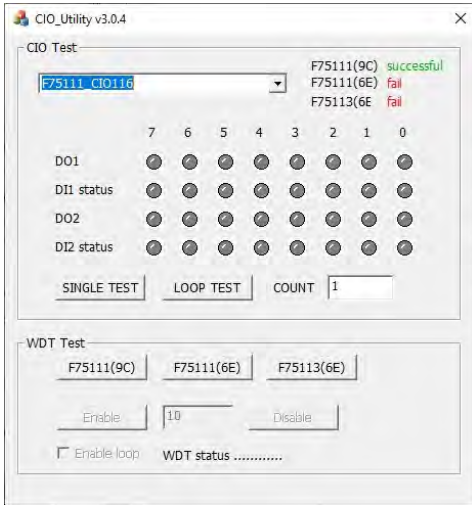 CIO_Utility v3.0.4
CIO Test
F75111_CIO116
F75111(9C) successful
F75111(6E) fail
F75113(6E fail
7 6 5 4 3 2 1 0
DO1
DI1 status
DO2
DI2 status
SINGLE TEST LOOP TEST COUNT 1
WDT Test
F75111(9C) F75111(6E) F75113(6E)
Enable 10 Disable
Enable loop WDT status ............